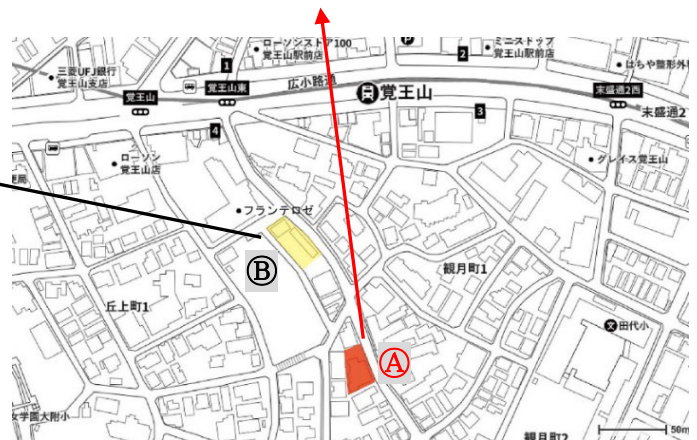 ローソンストア100
覚王山駅前店
P
ミニストップ
覚王山駅前店
はちや整形外
三菱UFJ銀行
覚王山支店
1
2
覚王山
覚王山東
広小路通
覚王山
末盛通2西
末盛通2
3
4
ローソン
覚王山店
便局
グレイス覚王山
フランテロゼ
Ⓑ
観月町1
丘上町1
文
田代小
Ⓐ
女学園大附小
観月町2
50m